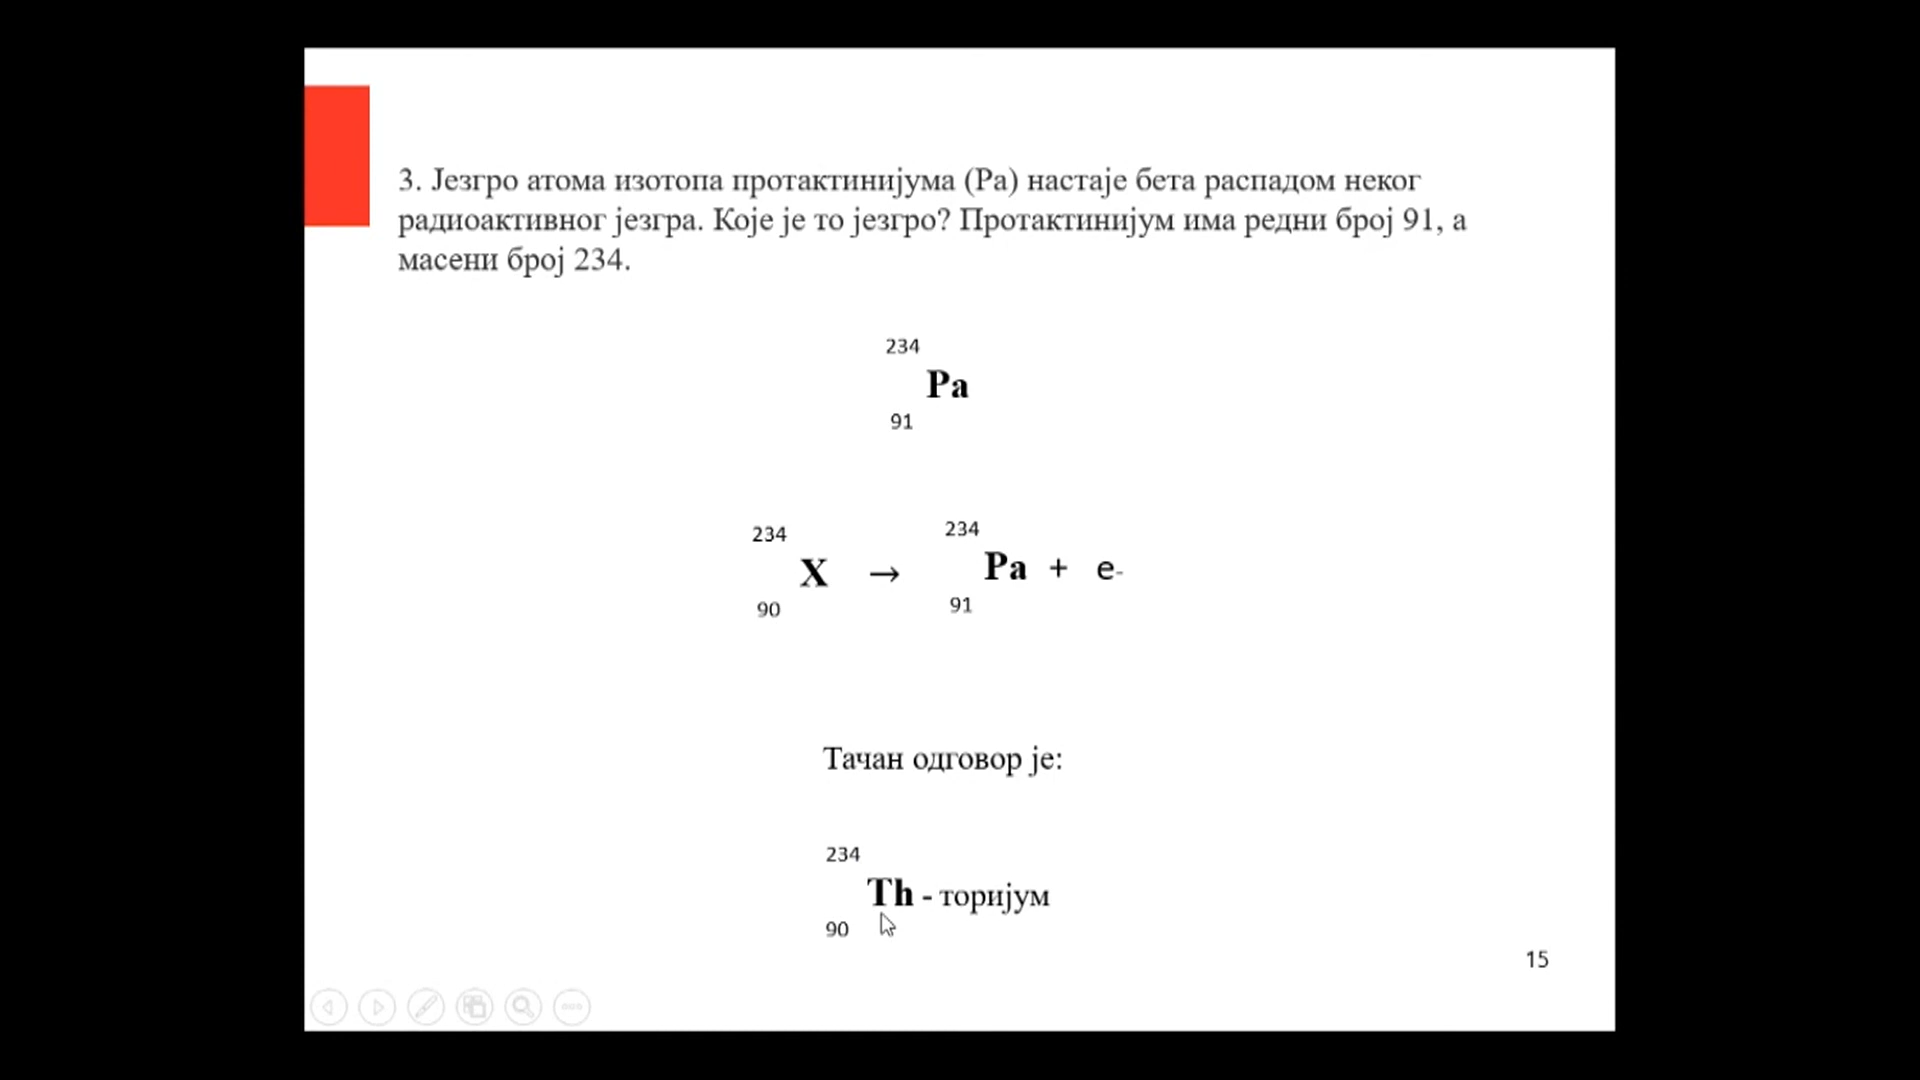 3. Језгро атома изотопа протактинијума (Pa) настаје бета распадом неког
радиоактивног језгра. Које је то језгро? Протактинијум има редни број 91, а
масени број 234.
234
Pa
91
234 234
X → Pa + e-
90 91
Тачан одговор је:
234
Th - торијум
90
15